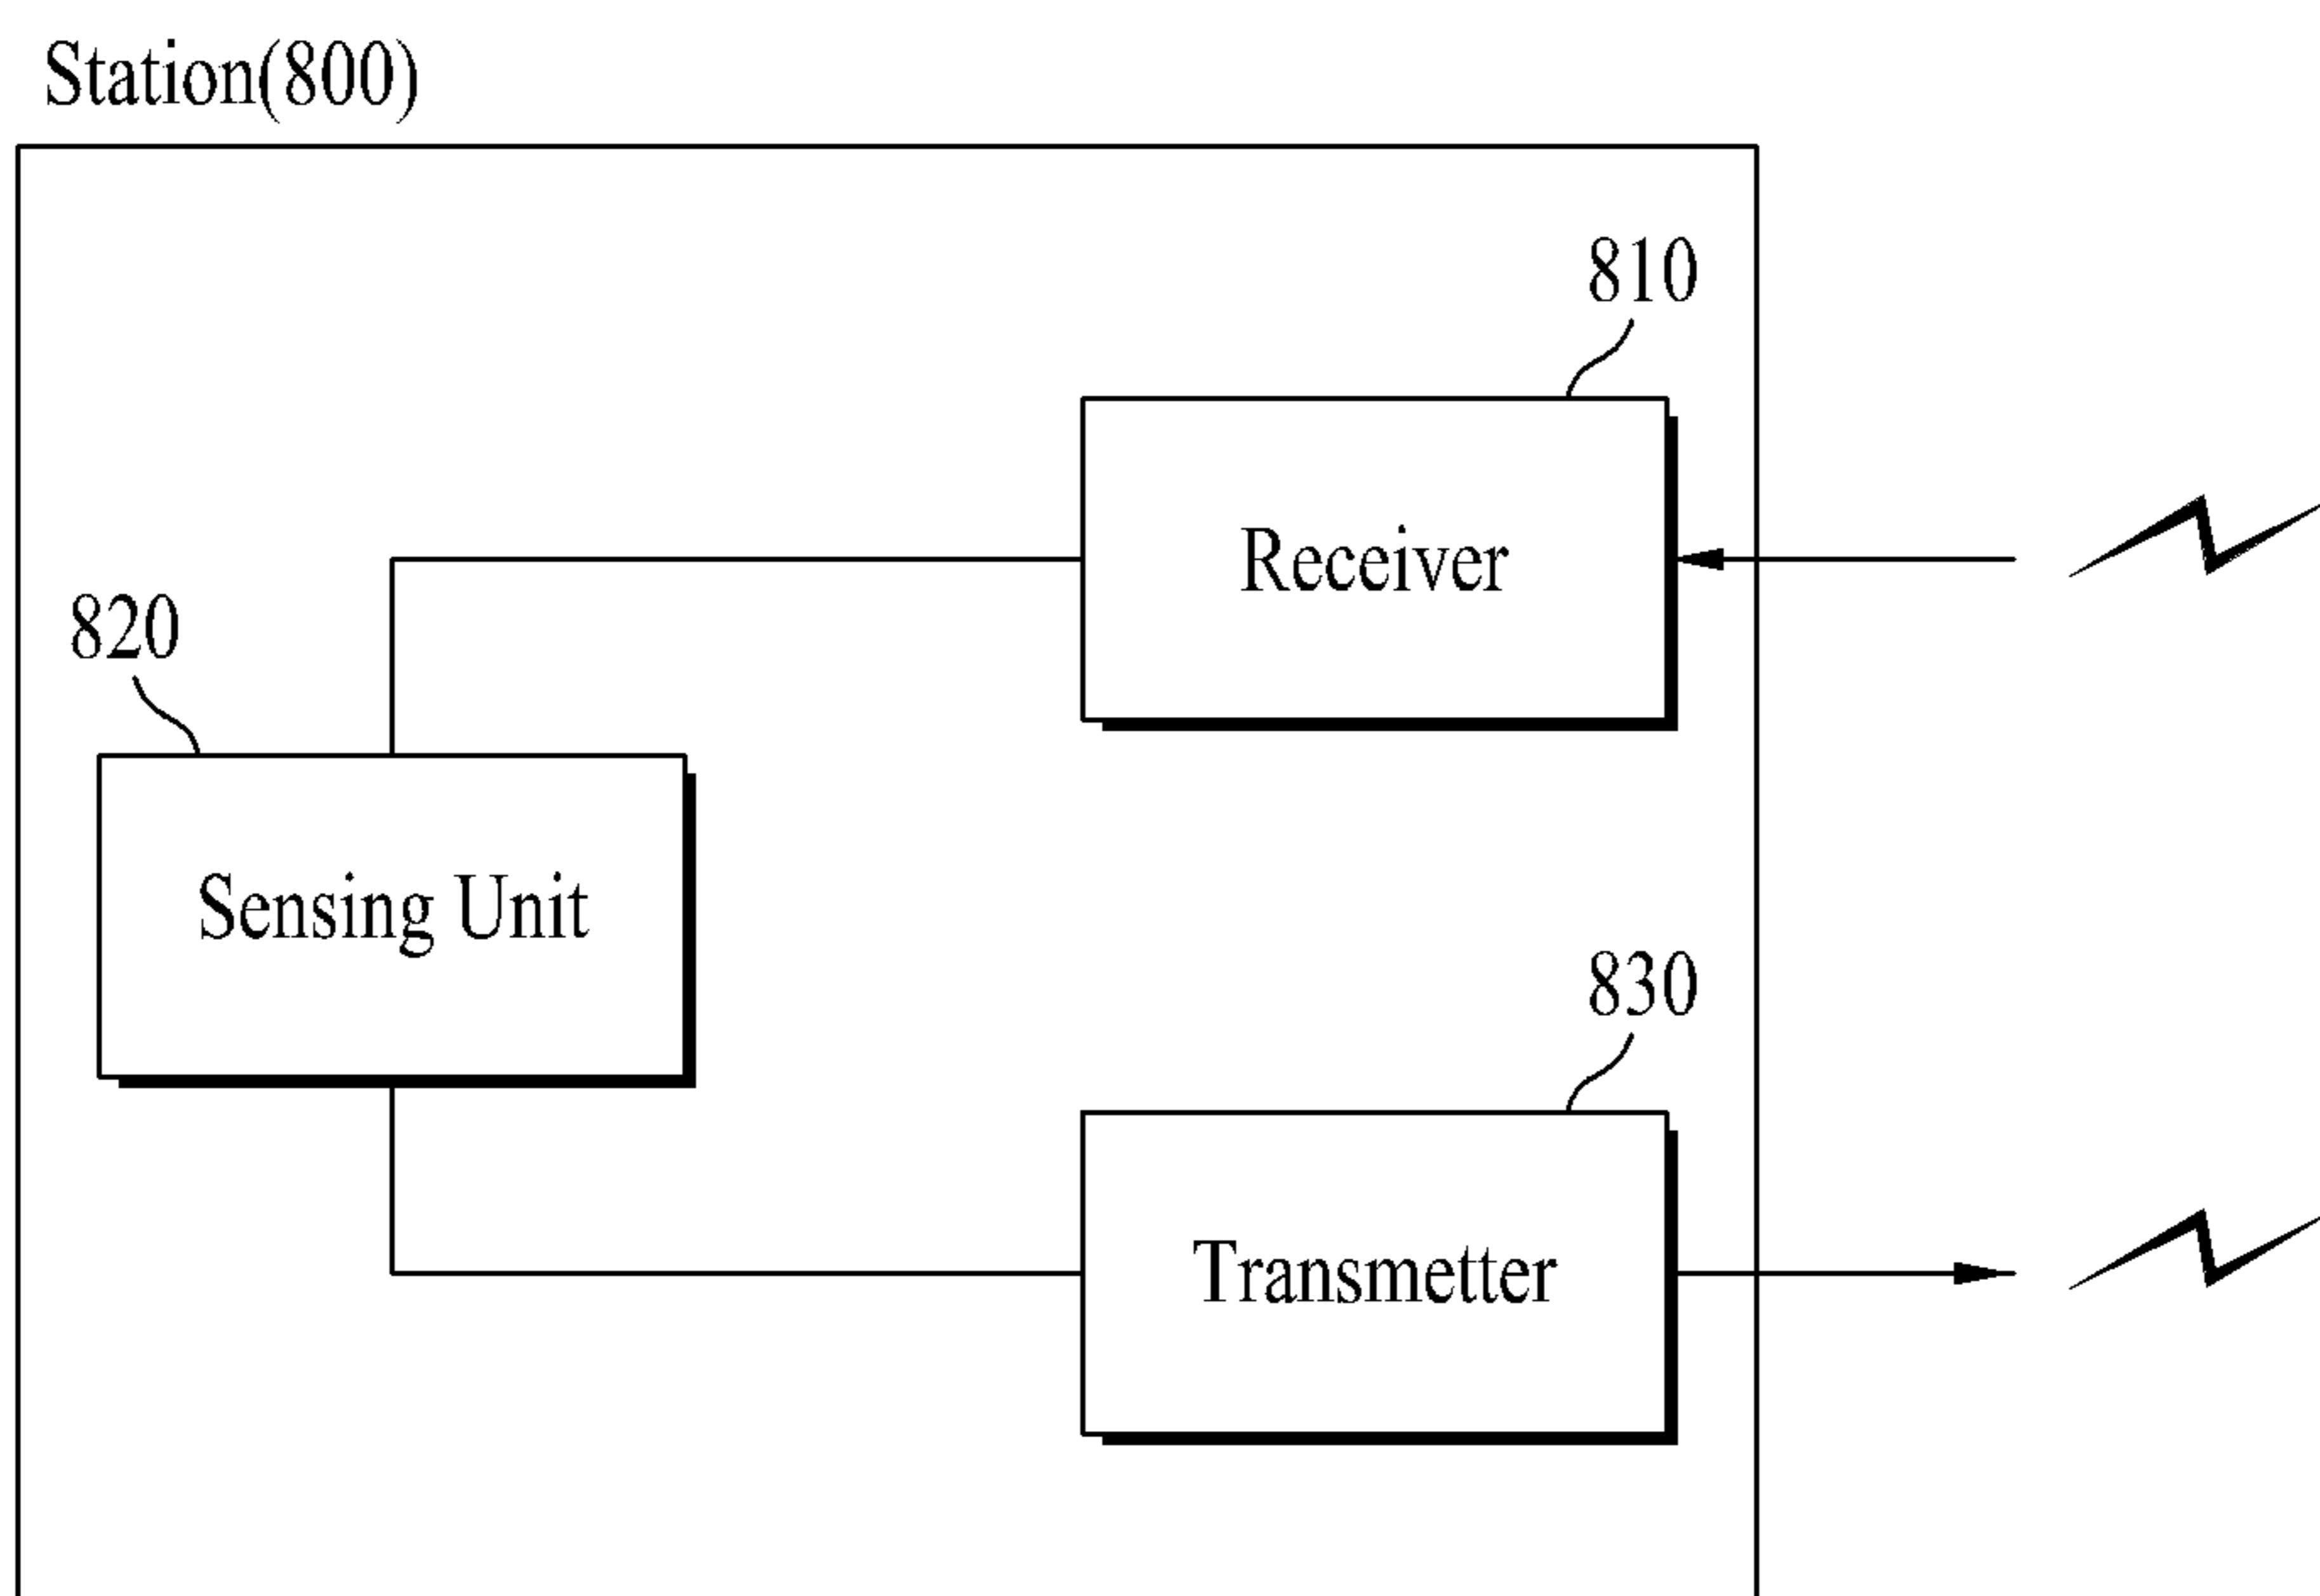 Station(800)
810
Receiver
820
Sensing Unit
830
Transmetter